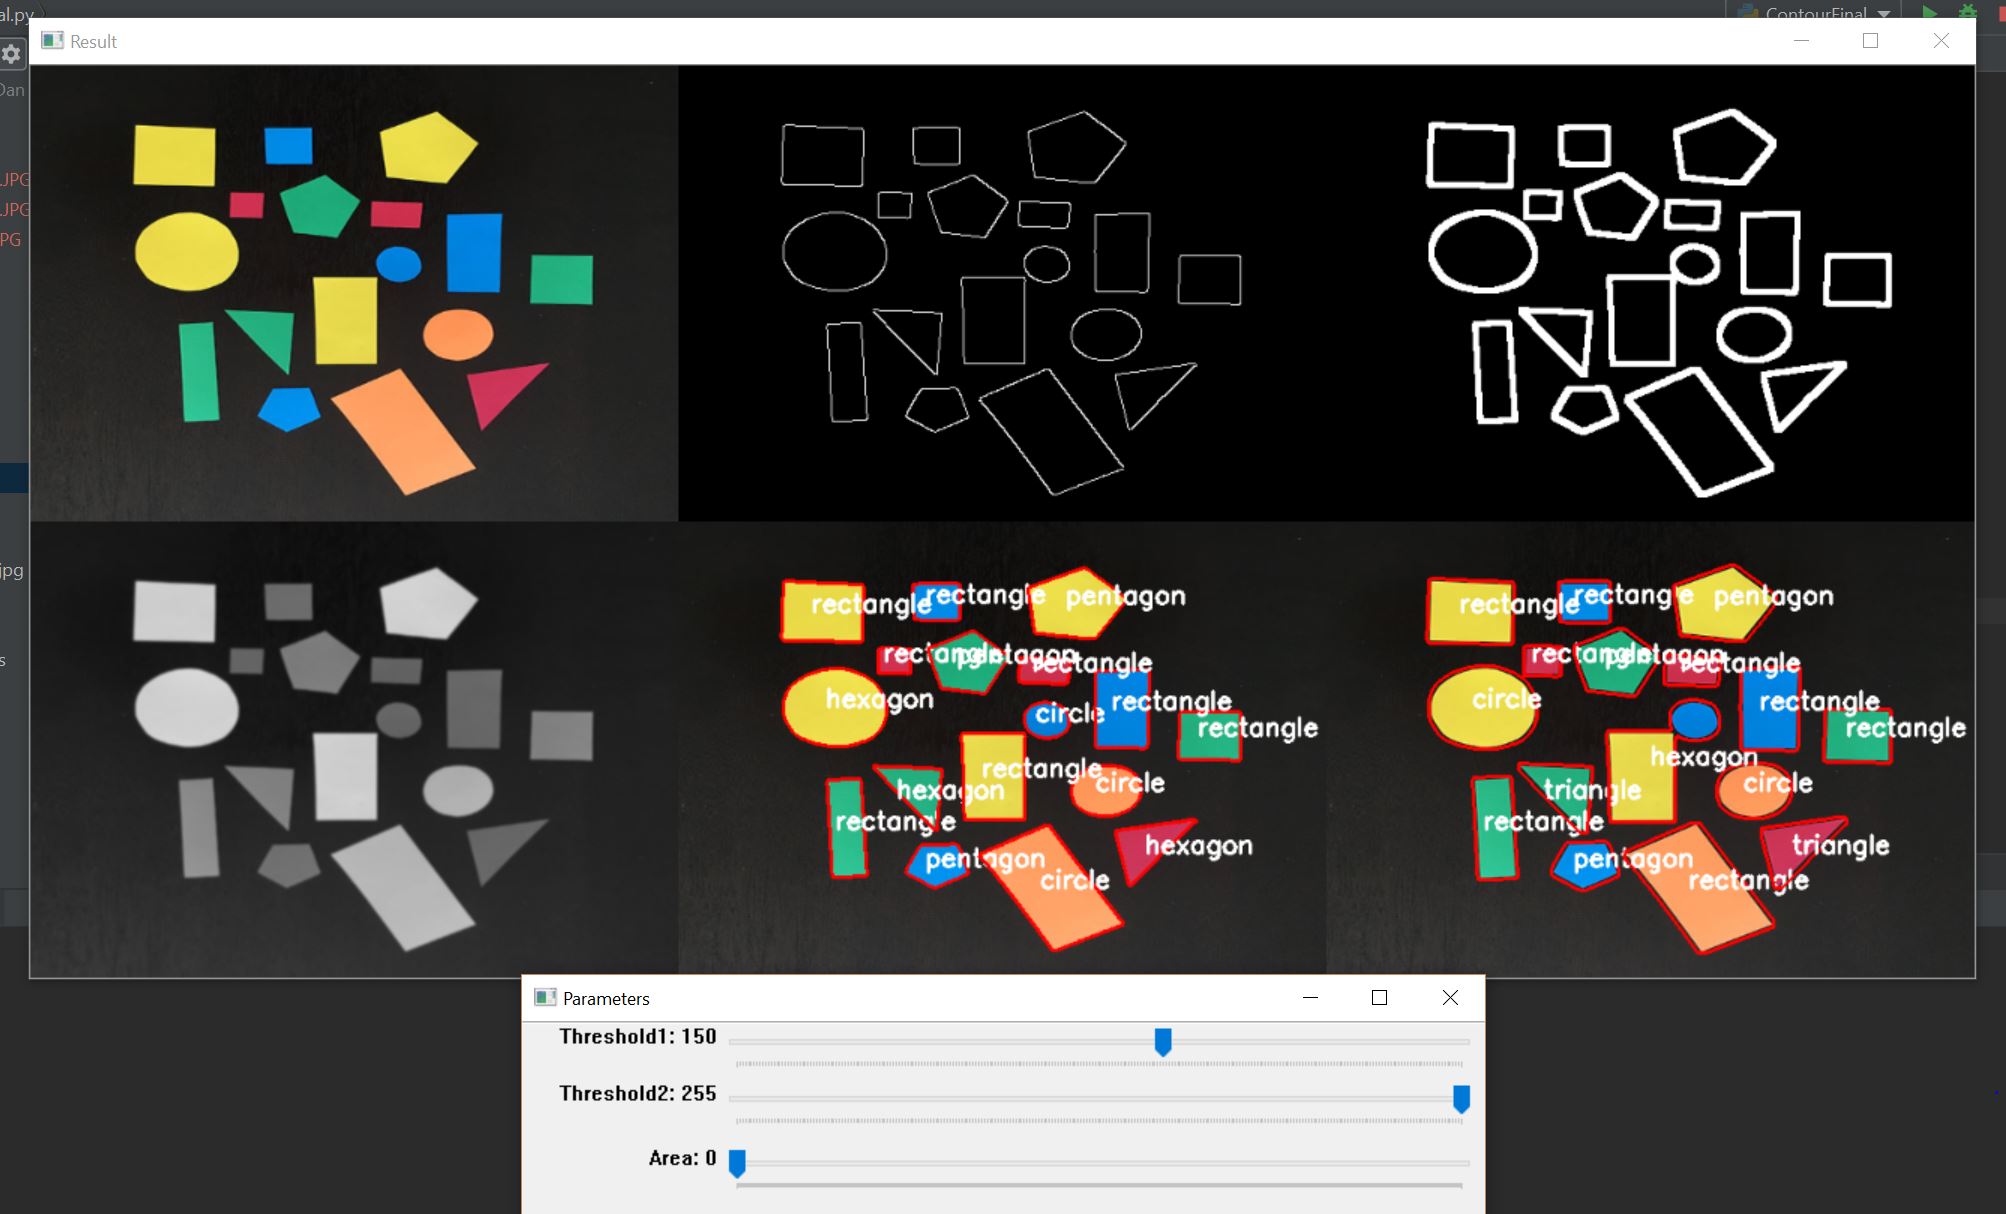 al.py
ContourFinal
Result
Dan
.JPG
.JPG
PG
jpg
s
rectangle
rectangle
pentagon
rectangle
pentagon
rectangle
hexagon
circle
rectangle
rectangle
rectangle
circle
hexagon
rectangle
pentagon
circle
hexagon
rectangle
rectangle
pentagon
rectangle
pentagon
rectangle
circle
rectangle
rectangle
hexagon
circle
triangle
rectangle
pentagon
rectangle
triangle
Parameters
Threshold1: 150
Threshold2: 255
Area: 0